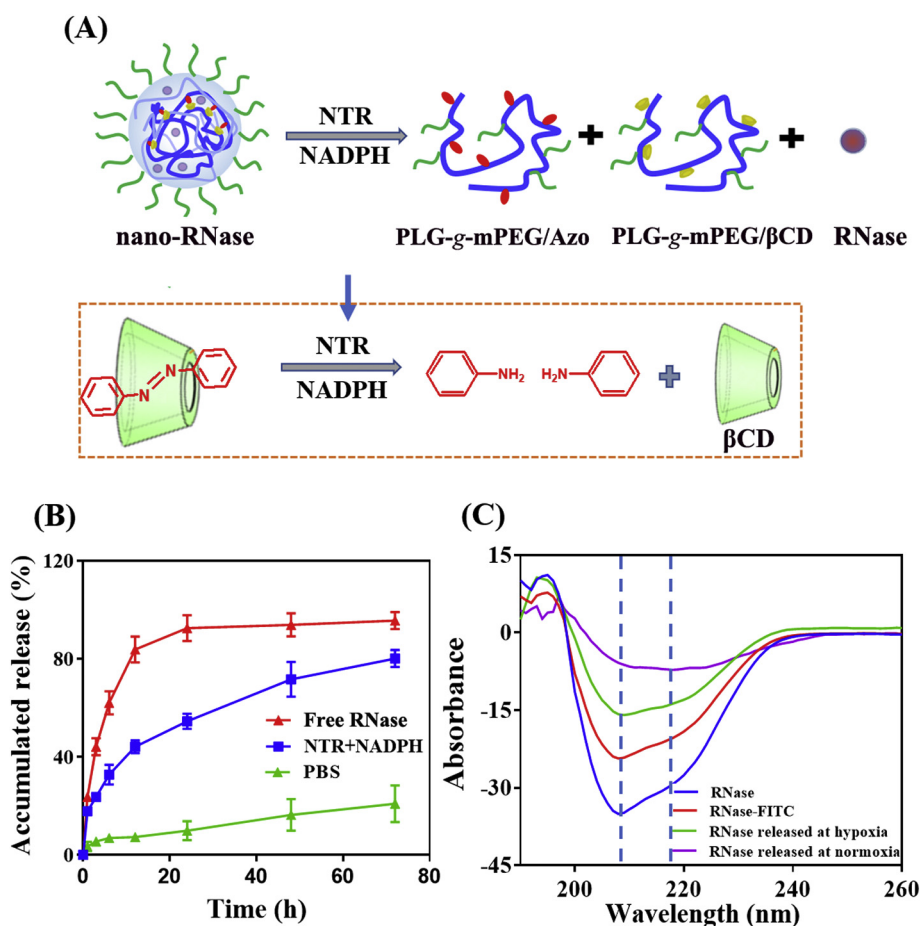 (A)
NTR
NADPH
nano-RNase
PLG-g-mPEG/Azo
PLG-g-mPEG/βCD
RNase
NTR
NADPH
N
N
NH2
H2N
βCD
(B)
Accumulated release (%)
120
80
40
0
0
20
40
60
80
Free RNase
NTR+NADPH
PBS
Time (h)
(C)
Absorbance
15
0
-15
-30
-45
200
220
240
260
RNase
RNase-FITC
RNase released at hypoxia
RNase released at normoxia
Wavelength (nm)